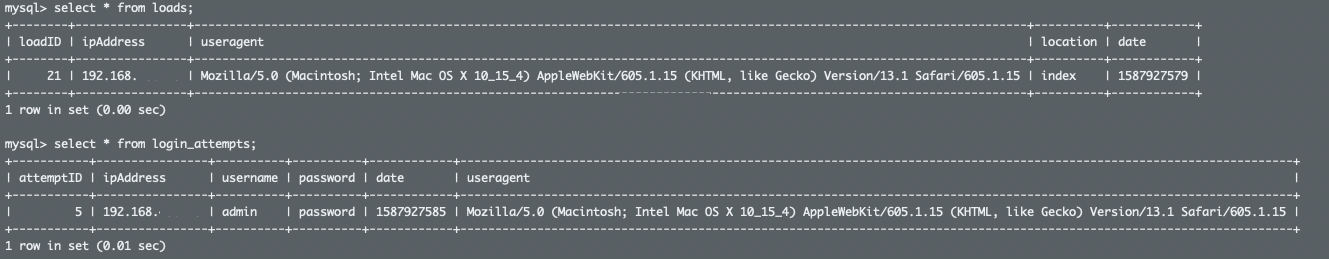 mysql> select * from loads;
+--------+--------------+-----------------------------------------------------------------------------------------------------------------------+----------+------------+
| loadID | ipAddress | useragent | location | date |
+--------+--------------+-----------------------------------------------------------------------------------------------------------------------+----------+------------+
| 21 | 192.168. | Mozilla/5.0 (Macintosh; Intel Mac OS X 10_15_4) AppleWebKit/605.1.15 (KHTML, like Gecko) Version/13.1 Safari/605.1.15 | index | 1587927579 |
+--------+--------------+-----------------------------------------------------------------------------------------------------------------------+----------+------------+
1 row in set (0.00 sec)
mysql> select * from login_attempts;
+-----------+--------------+----------+----------+------------+-----------------------------------------------------------------------------------------------------------------------+
| attemptID | ipAddress | username | password | date | useragent |
+-----------+--------------+----------+----------+------------+-----------------------------------------------------------------------------------------------------------------------+
| 5 | 192.168. | admin | password | 1587927585 | Mozilla/5.0 (Macintosh; Intel Mac OS X 10_15_4) AppleWebKit/605.1.15 (KHTML, like Gecko) Version/13.1 Safari/605.1.15 |
+-----------+--------------+----------+----------+------------+-----------------------------------------------------------------------------------------------------------------------+
1 row in set (0.01 sec)